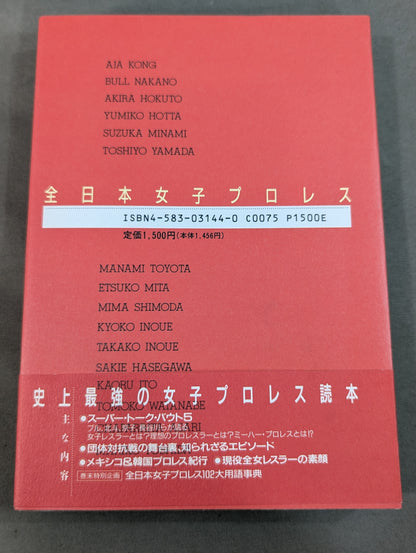 AJA KONG
BULL NAKANO
AKIRA HOKUTO
YUMIKO HOTTA
SUZUKA MINAMI
TOSHIYO YAMADA
全日本女子プロレス
ISBN4-583-03144-0 C0075 P1500E
定価1,500円(本体1,456円)
MANAMI TOYOTA
ETSUKO MITA
MIMA SHIMODA
KYOKO INOUE
TAKAKO INOUE
SAKIE HASEGAWA
KAORU ITO
TOMOKO WATANABE
史上最強の女子プロレス読本
主な内容
●スーパー・トーク・バウト5
女子レスラーとは?理想のプロレスラーとは?ミーハー・プロレスとは!?
●団体対抗戦の舞台裏、知られざるエピソード
●メキシコ&韓国プロレス紀行 ●現役全女レスラーの素顔
巻末特別企画 全日本女子プロレス102大用語事典